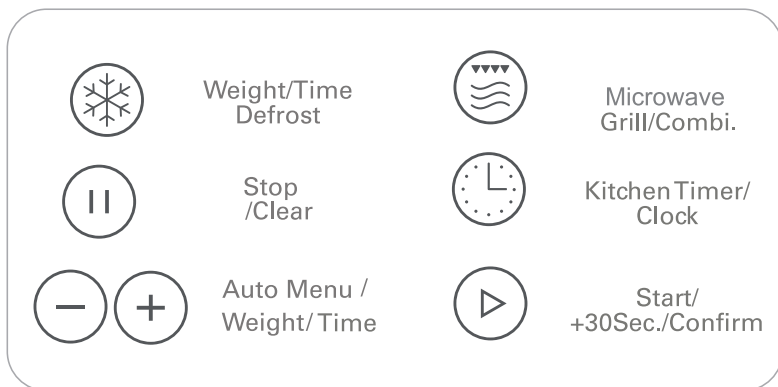 Weight/Time
Defrost
Microwave
Grill/Combi.
Stop
/Clear
Kitchen Timer/
Clock
Auto Menu /
Weight/ Time
Start/
+30Sec./Confirm